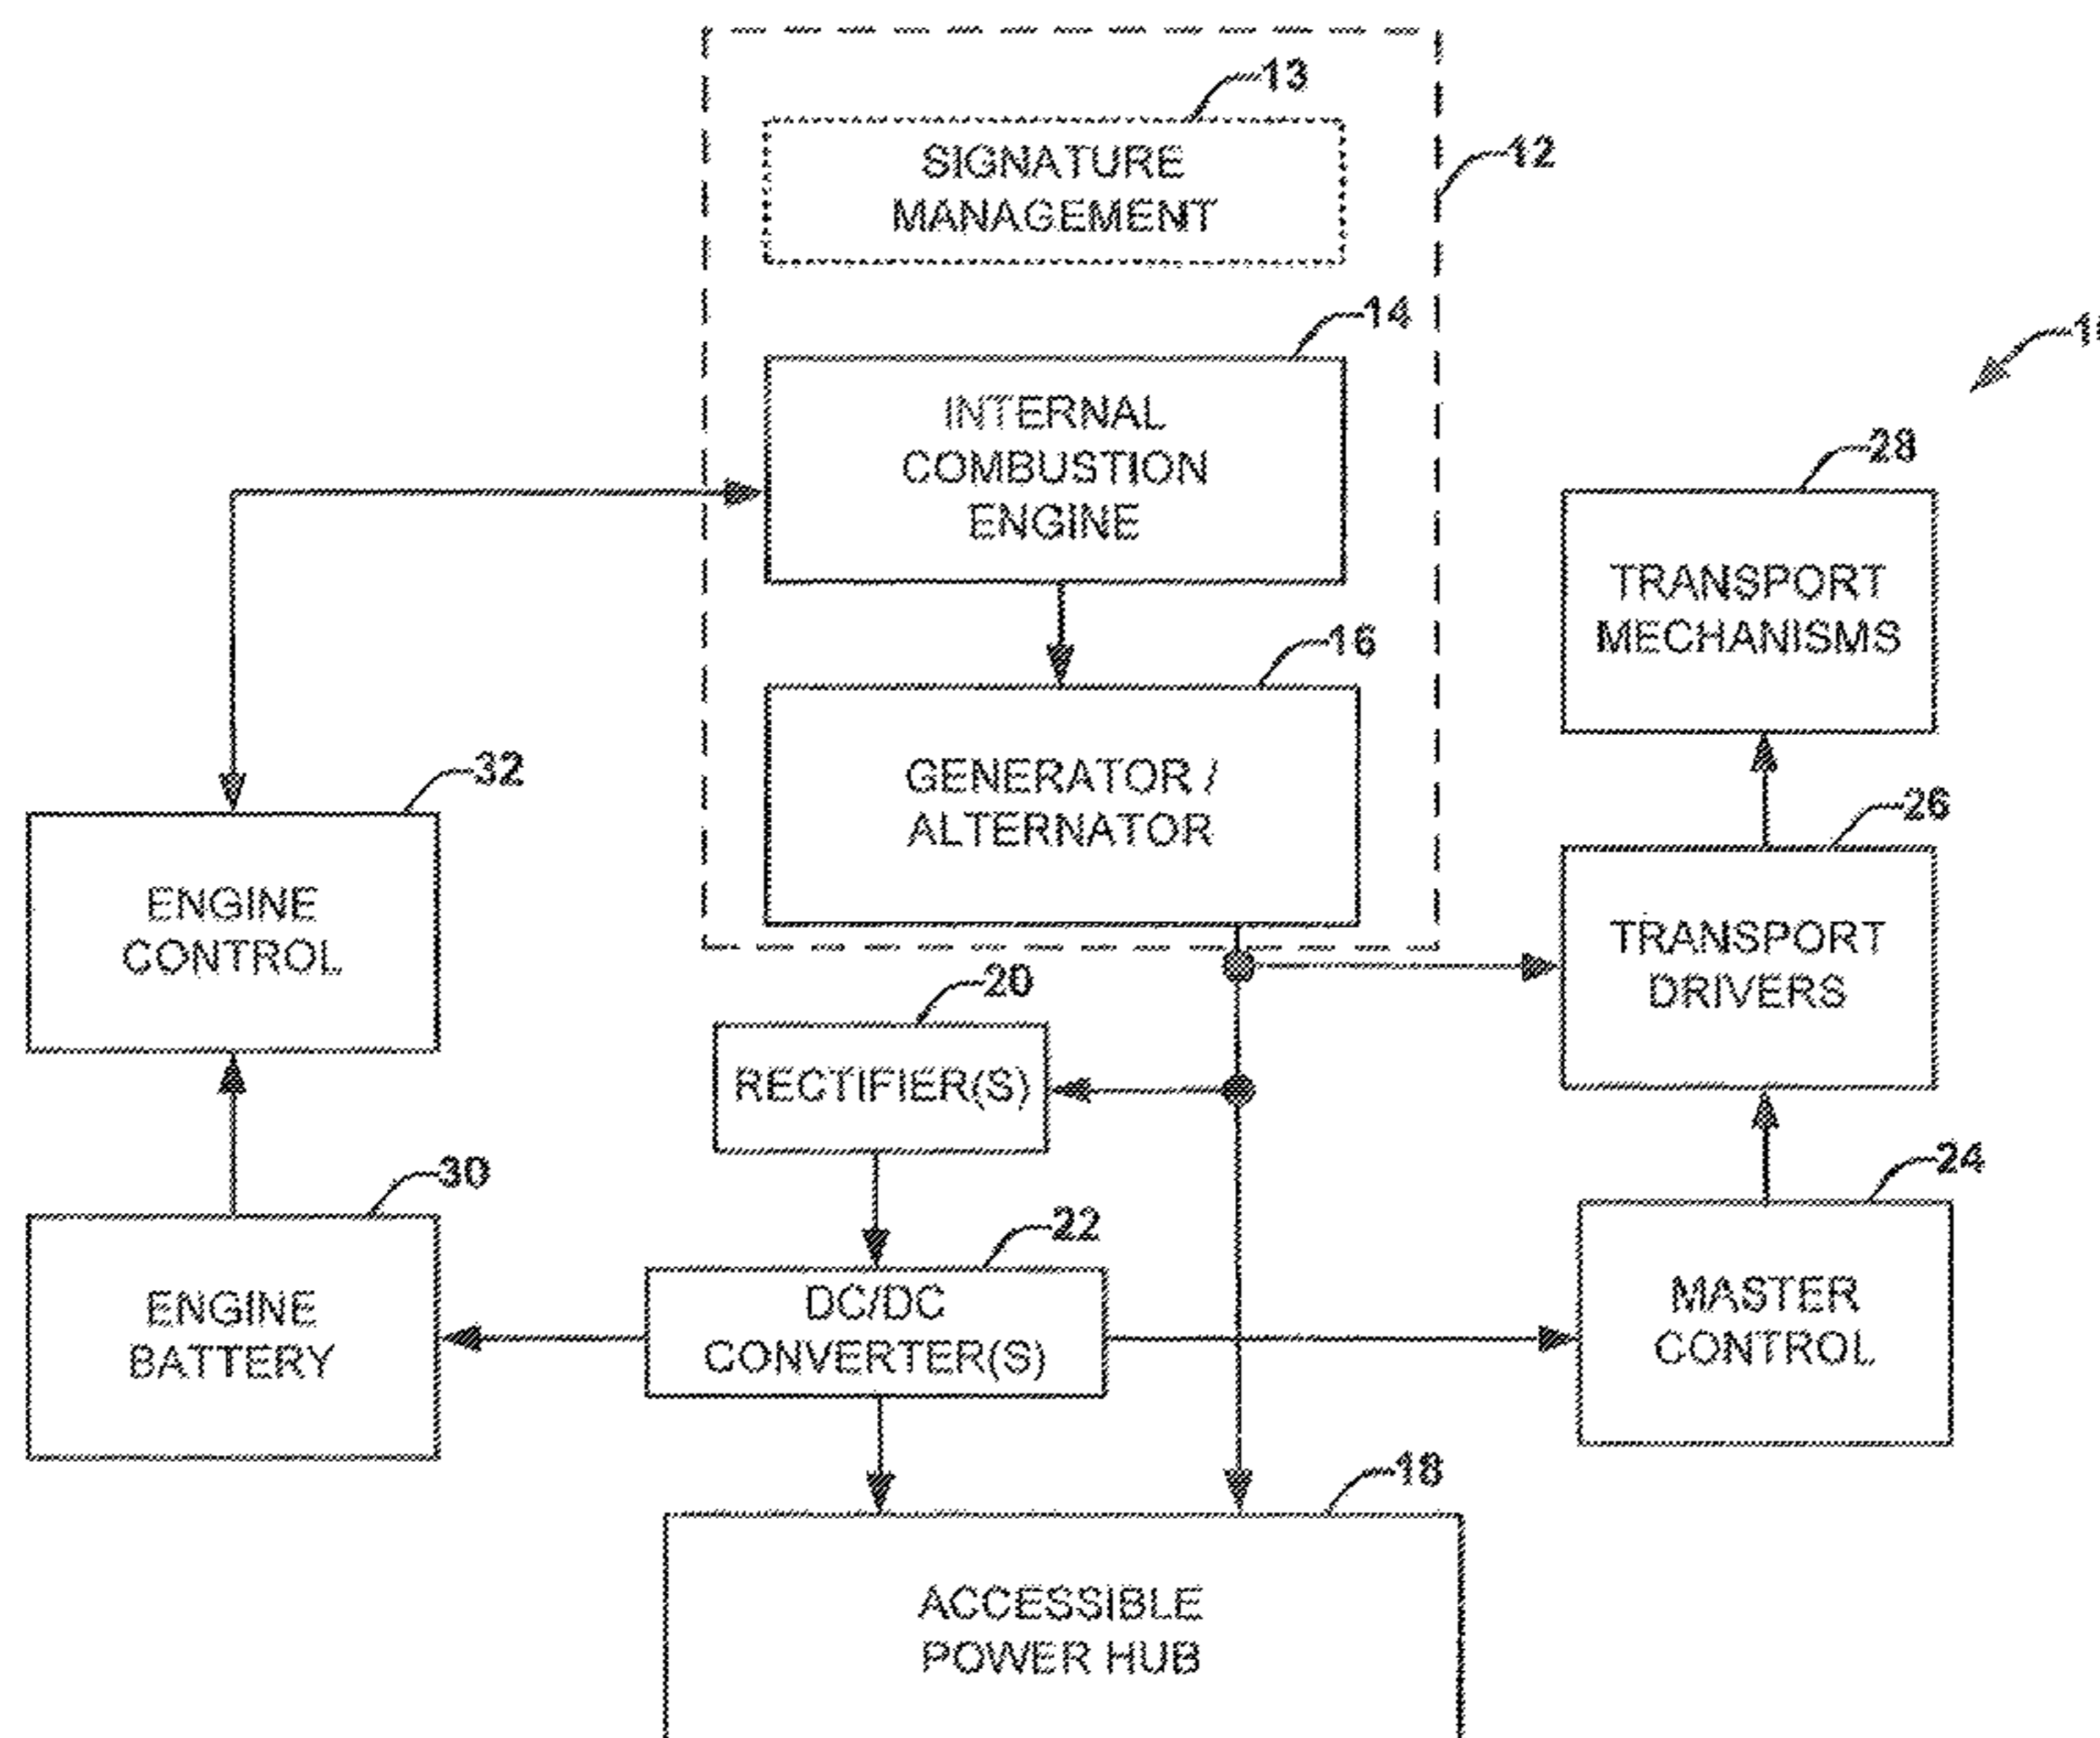 13
SIGNATURE
MANAGEMENT
12
14
INTERNAL
COMBUSTION
ENGINE
28
TRANSPORT
MECHANISMS
16
GENERATOR /
ALTERNATOR
32
ENGINE
CONTROL
26
TRANSPORT
DRIVERS
20
RECTIFIER(S)
30
ENGINE
BATTERY
22
DC/DC
CONVERTER(S)
24
MASTER
CONTROL
18
ACCESSIBLE
POWER HUB